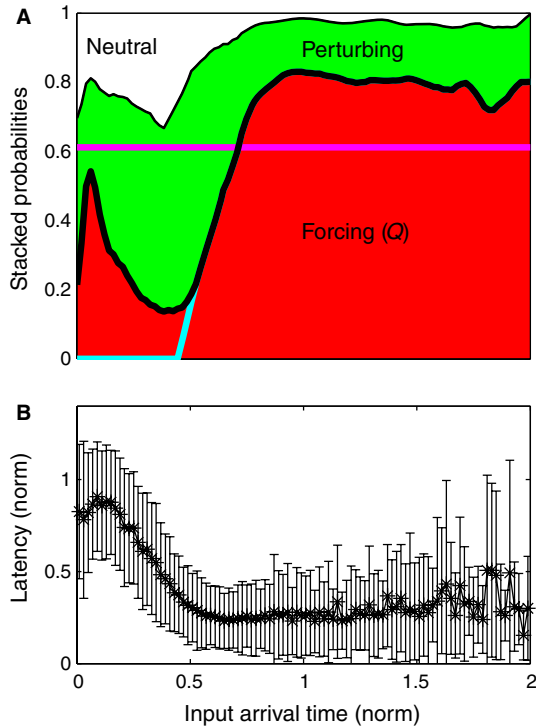 A
1
Neutral
Perturbing
0.8
0.6
0.4
Forcing (Q)
0.2
0
Stacked probabilities
B
1
0.5
0
Latency (norm)
0
0.5
1
1.5
2
Input arrival time (norm)